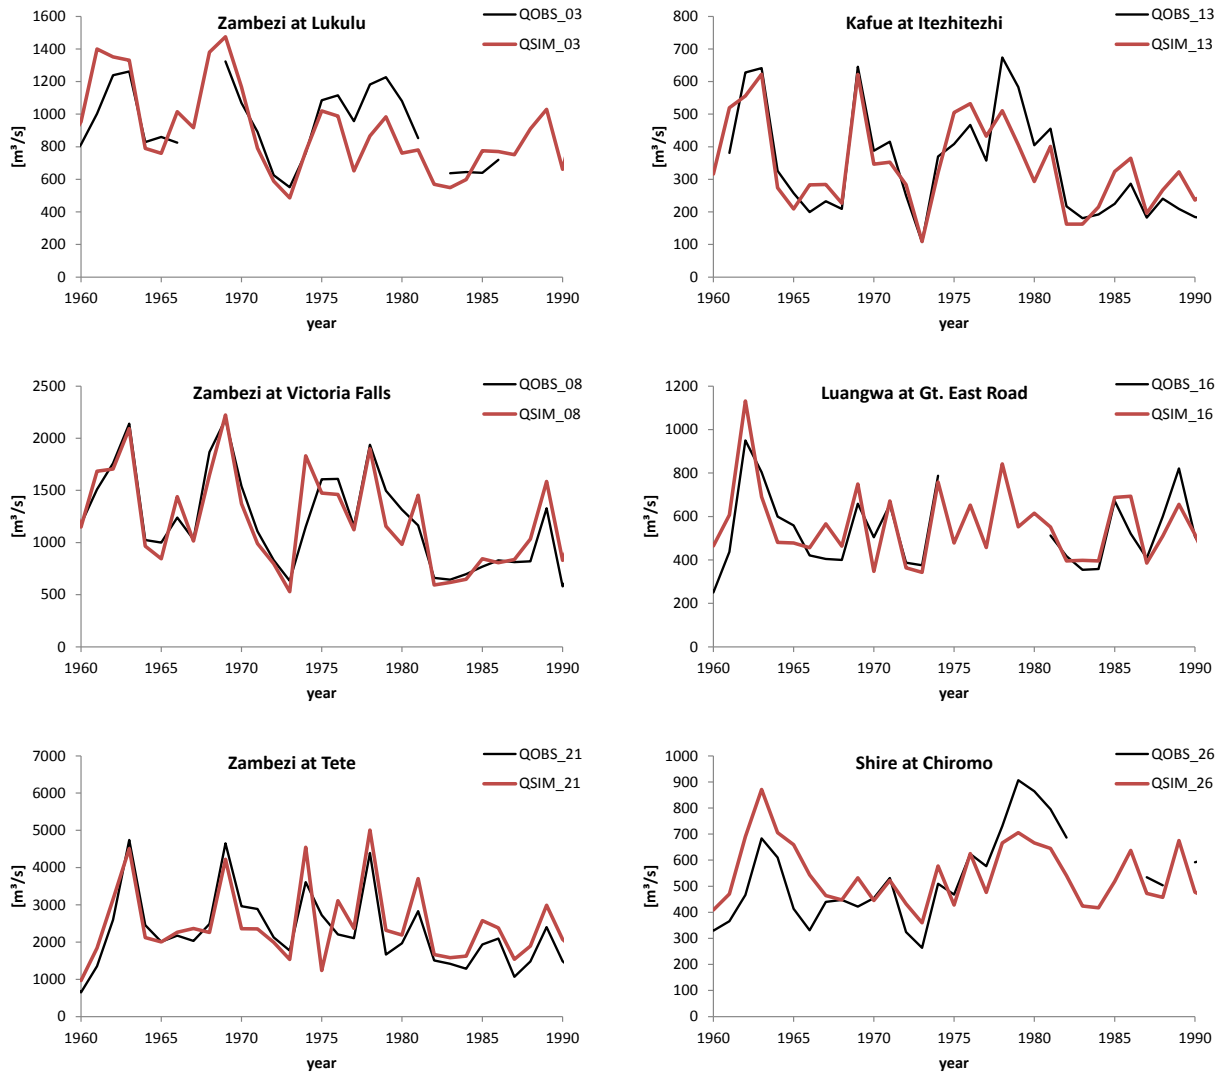 Zambezi at Lukulu
QOBS_03
QSIM_03
[m³/s]
1600
1400
1200
1000
800
600
400
200
0
1960 1965 1970 1975 1980 1985 1990
year
Kafue at Itezhitezhi
QOBS_13
QSIM_13
[m³/s]
800
700
600
500
400
300
200
100
0
1960 1965 1970 1975 1980 1985 1990
year
Zambezi at Victoria Falls
QOBS_08
QSIM_08
[m³/s]
2500
2000
1500
1000
500
0
1960 1965 1970 1975 1980 1985 1990
year
Luangwa at Gt. East Road
QOBS_16
QSIM_16
[m³/s]
1200
1000
800
600
400
200
0
1960 1965 1970 1975 1980 1985 1990
year
Zambezi at Tete
QOBS_21
QSIM_21
[m³/s]
7000
6000
5000
4000
3000
2000
1000
0
1960 1965 1970 1975 1980 1985 1990
year
Shire at Chiromo
QOBS_26
QSIM_26
[m³/s]
1000
900
800
700
600
500
400
300
200
100
0
1960 1965 1970 1975 1980 1985 1990
year